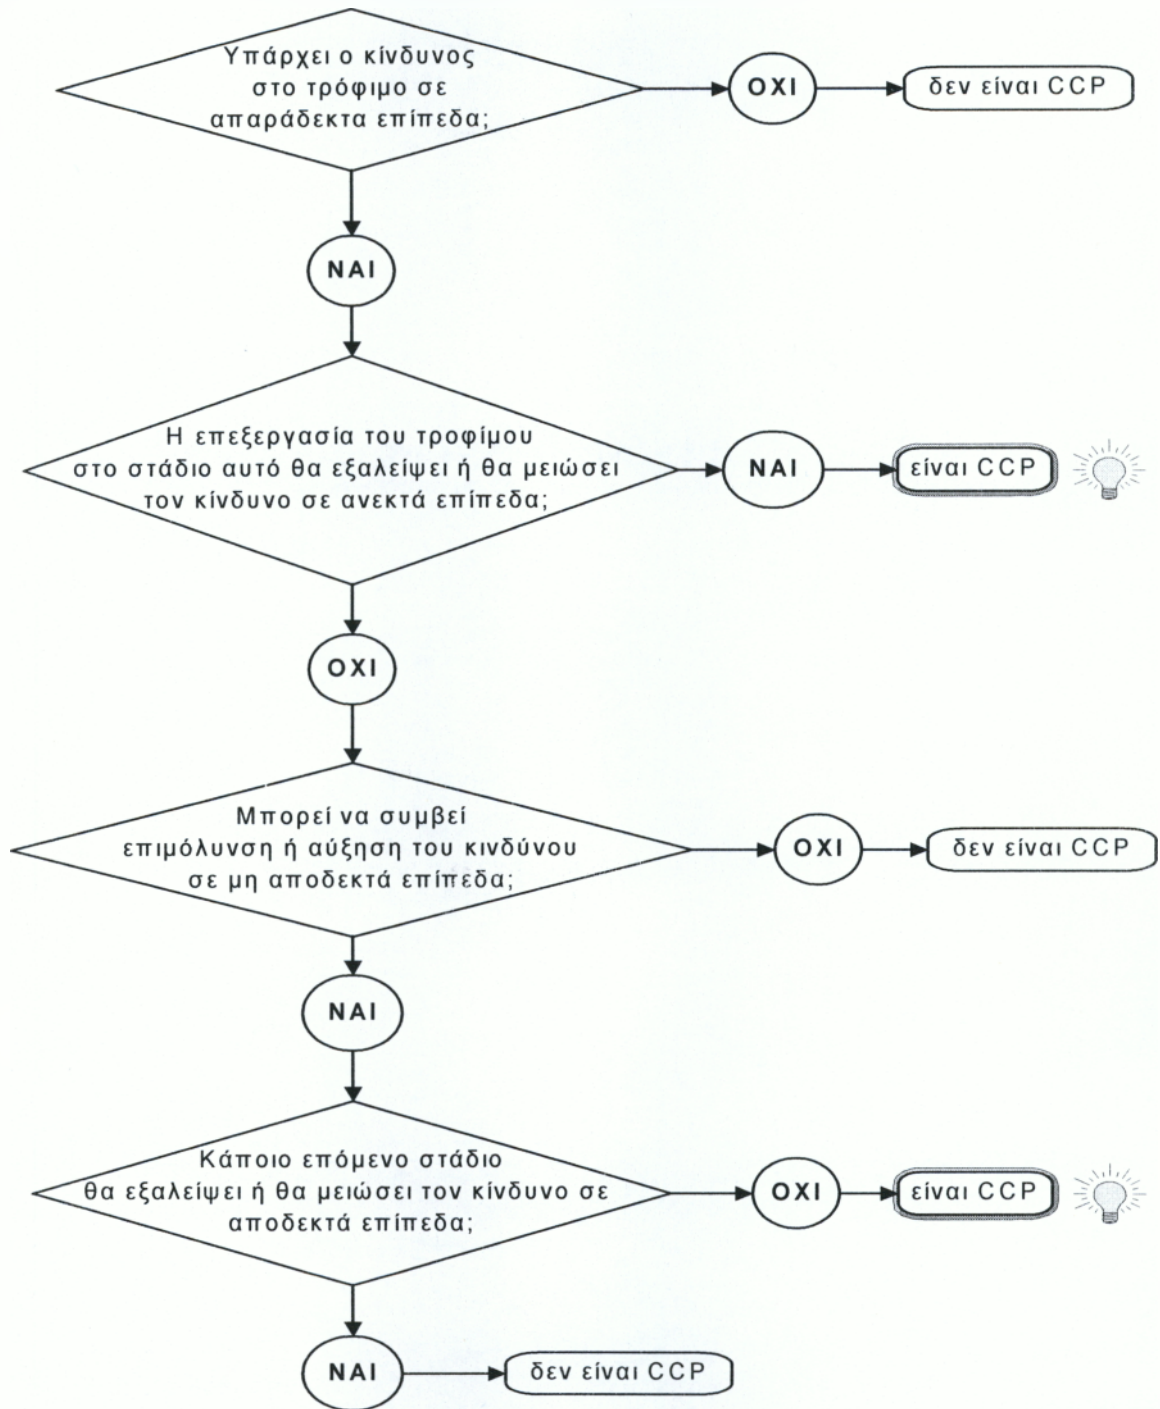 Υπάρχει ο κίνδυνος
στο τρόφιμο σε
απαράδεκτα επίπεδα;
ΟΧΙ
δεν είναι CCP
ΝΑΙ
Η επεξεργασία του τροφίμου
στο στάδιο αυτό θα εξαλείψει ή θα μειώσει
τον κίνδυνο σε ανεκτά επίπεδα;
ΝΑΙ
είναι CCP
ΟΧΙ
Μπορεί να συμβεί
επιμόλυνση ή αύξηση του κινδύνου
σε μη αποδεκτά επίπεδα;
ΟΧΙ
δεν είναι CCP
ΝΑΙ
Κάποιο επόμενο στάδιο
θα εξαλείψει ή θα μειώσει τον κίνδυνο σε
αποδεκτά επίπεδα;
ΟΧΙ
είναι CCP
ΝΑΙ
δεν είναι CCP